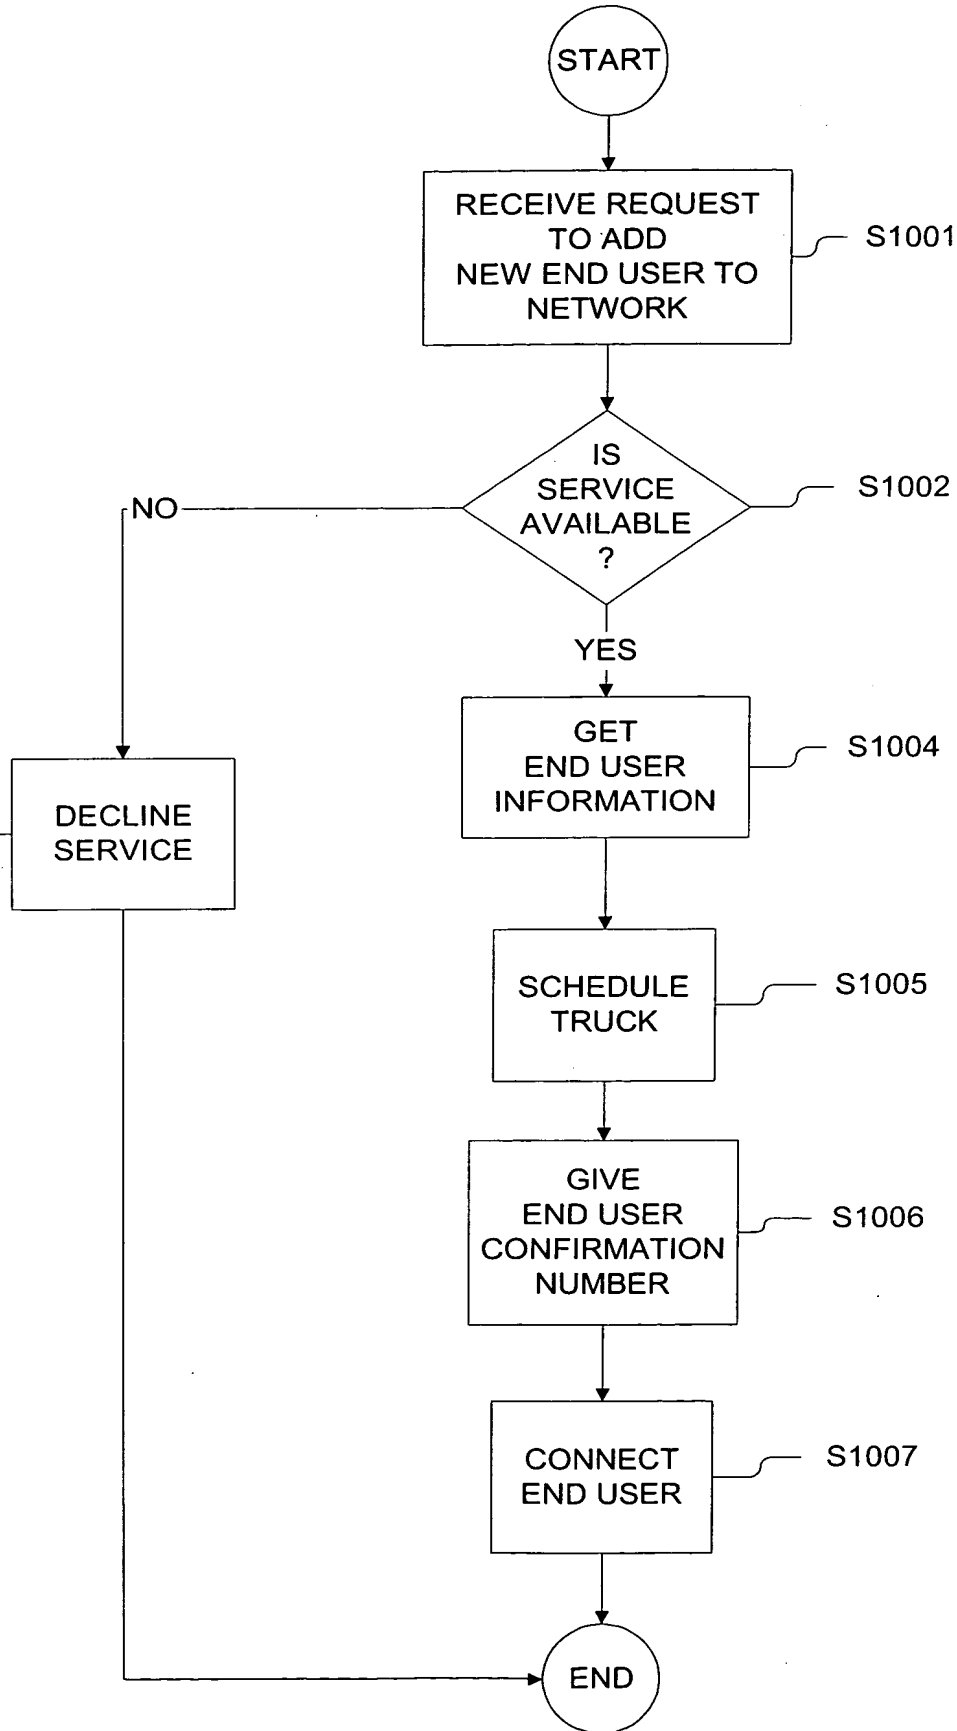 START
RECEIVE REQUEST
TO ADD
NEW END USER TO
NETWORK
S1001
IS
SERVICE
AVAILABLE
?
S1002
NO
YES
GET
END USER
INFORMATION
S1004
DECLINE
SERVICE
SCHEDULE
TRUCK
S1005
GIVE
END USER
CONFIRMATION
NUMBER
S1006
CONNECT
END USER
S1007
END